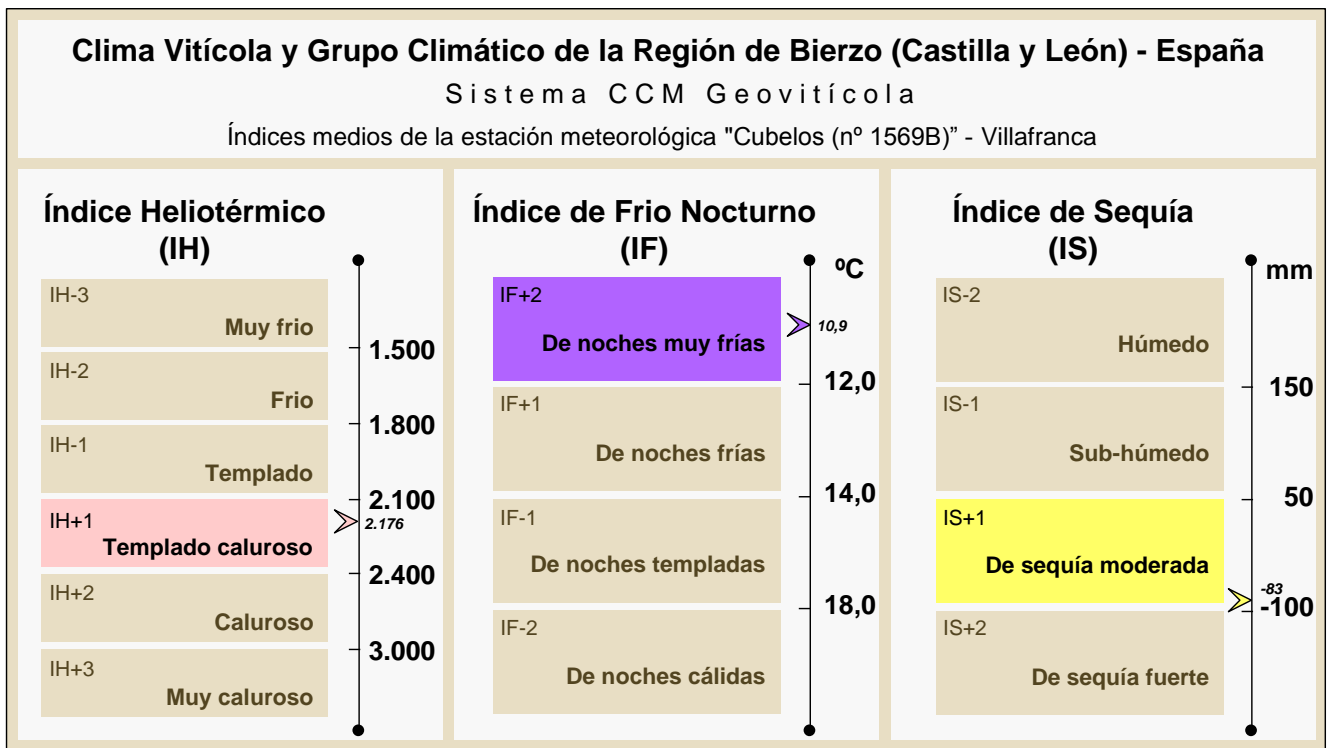 Clima Vitícola y Grupo Climático de la Región de Bierzo (Castilla y León) - España
Sistema CCM Geovitícola
Índices medios de la estación meteorológica "Cubelos (nº 1569B)” - Villafranca
Índice Heliotérmico
(IH)
IH-3
Muy frio
1.500
IH-2
Frio
1.800
IH-1
Templado
2.100
IH+1
2.176
Templado caluroso
2.400
IH+2
Caluroso
3.000
IH+3
Muy caluroso
Índice de Frio Nocturno
(IF)
ºC
IF+2
10,9
De noches muy frías
12,0
IF+1
De noches frías
14,0
IF-1
De noches templadas
18,0
IF-2
De noches cálidas
Índice de Sequía
(IS)
mm
IS-2
Húmedo
150
IS-1
Sub-húmedo
50
IS+1
De sequía moderada
-83
-100
IS+2
De sequía fuerte